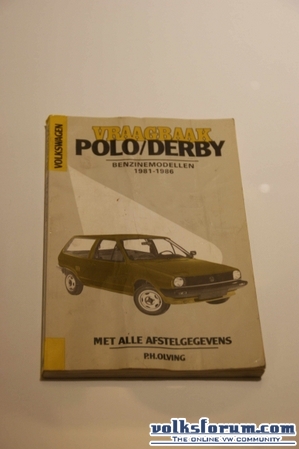 VOLKSWAGEN
VRAAGBAAK
POLO/DERBY
BENZINEMODELLEN
1981-1986
MET ALLE AFSTELGEGEVENS
P.H. OLVING
volksforum.com
The online VW community